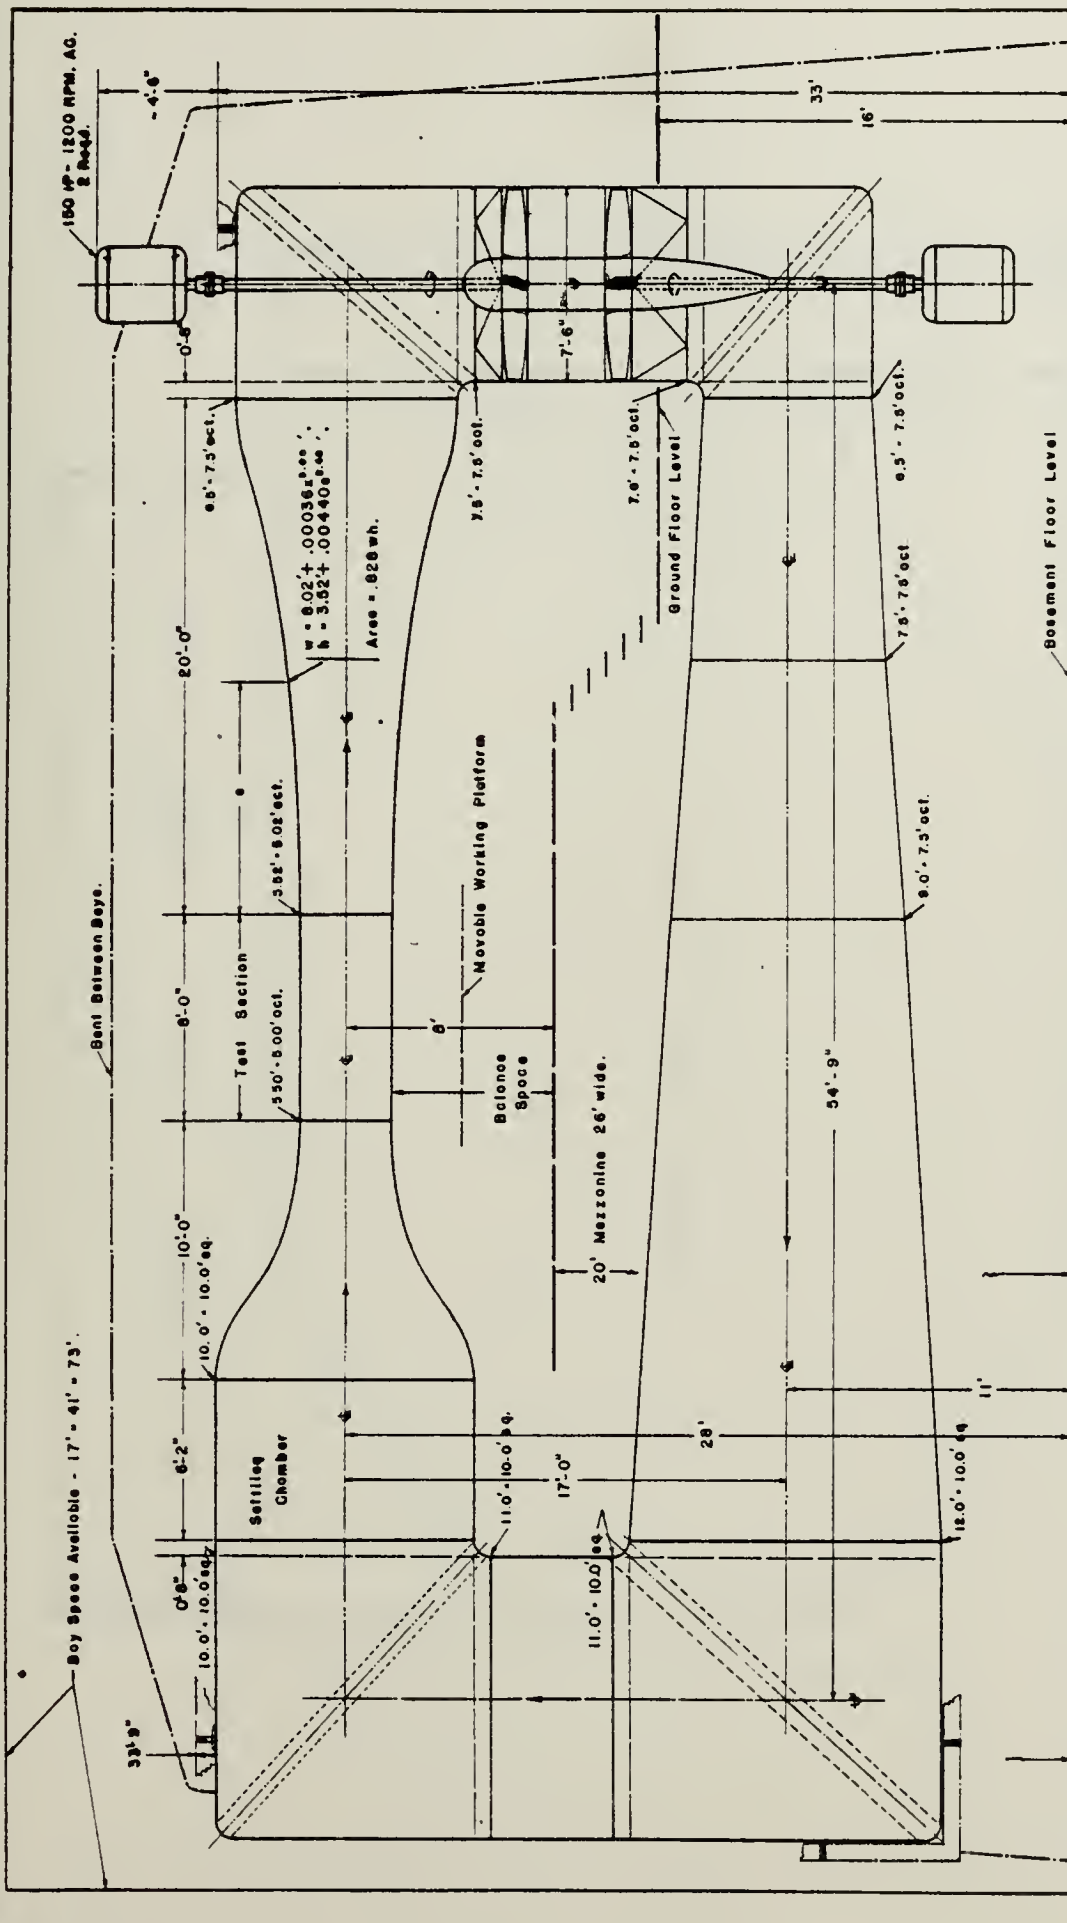 Bay Space Available - 17' × 41' × 73'.
Bent Between Bays.
150 HP - 1200 RPM. AC.
2 Reqd.
4'-6"
33'
16'
33'-9"
0'-8"
6'-2"
10'-0"
8'-0"
20'-0"
0'-8
10.0' × 10.0' sq.
10.0' × 10.0' sq.
6.5' × 7.5' oct.
Settling
Chamber
Test Section
5.50' × 8.00' oct.
5.52' × 8.02' oct.
Area = .828 wh.
7.5' × 7.5' oct.
7.6' × 7.5' oct.
7'-6"
8'
Movable Working Platform
Balance
Space
20' Mezzanine 26' wide.
Ground Floor Level
11.0' × 10.0' sq.
11.0' × 10.0' sq.
17'-0"
28'
11'
54'-9"
12.0' × 10.0' sq.
9.0' × 7.5' oct.
7.5' × 7.5' oct
6.5' × 7.5' oct.
Basement Floor Level